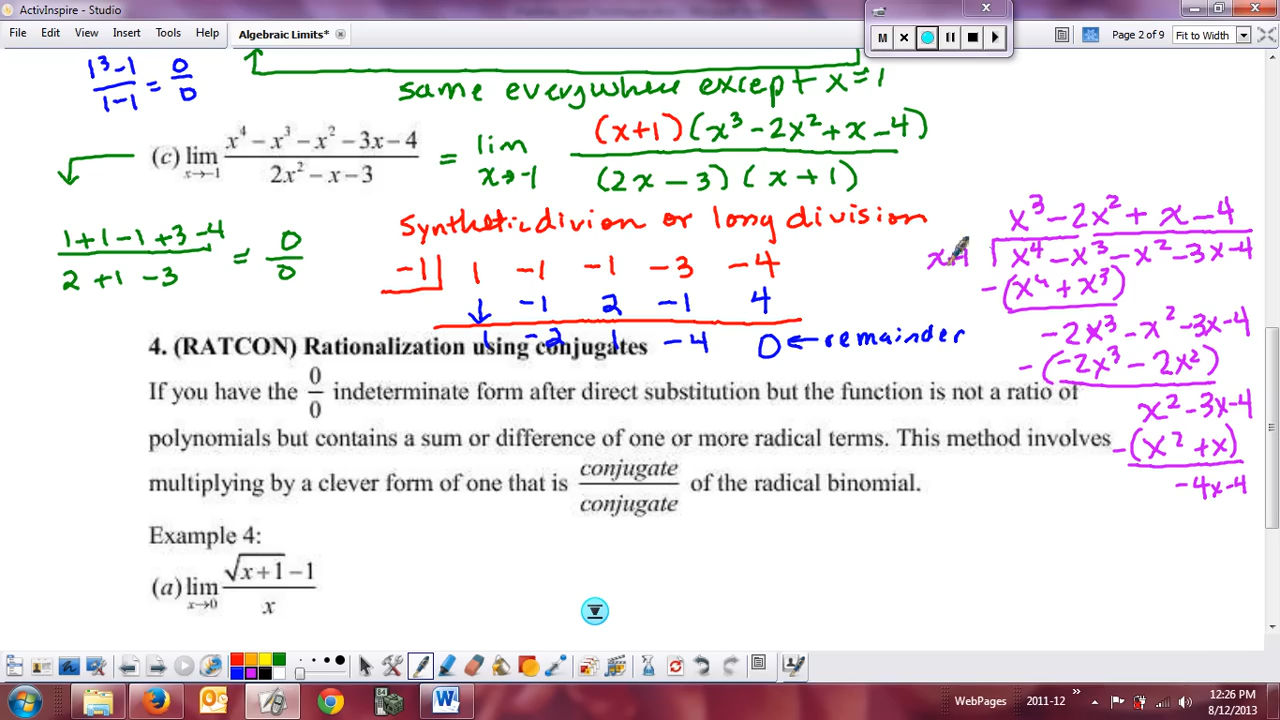 ActivInspire - Studio
File Edit View Insert Tools Help Algebraic Limits* Page 2 of 9 Fit to Width
M
1³-1/1-1 = 0/0
same everywhere except x=1
(c) lim x→-1 (x⁴ - x³ - x² - 3x - 4)/(2x² - x - 3) = lim x→-1 (x+1)(x³-2x²+x-4)/(2x-3)(x+1)
1+1-1+3-4/2+1-3 = 0/0
Synthetic divion or long division
-1 | 1 -1 -1 -3 -4
↓ -1 2 -1 4
1 -2 1 -4 0 ← remainder
x³-2x²+x-4
x⁴-x³-x²-3x-4
-(x⁴+x³)
-2x³-x²-3x-4
-(-2x³-2x²)
x²-3x-4
-(x²+x)
-4x-4
4. (RATCON) Rationalization using conjugates
If you have the 0/0 indeterminate form after direct substitution but the function is not a ratio of
polynomials but contains a sum or difference of one or more radical terms. This method involves
multiplying by a clever form of one that is conjugate/conjugate of the radical binomial.
Example 4:
(a) lim x→0 (√(x+1) - 1)/x
WebPages 2011-12 » 12:26 PM
8/12/2013